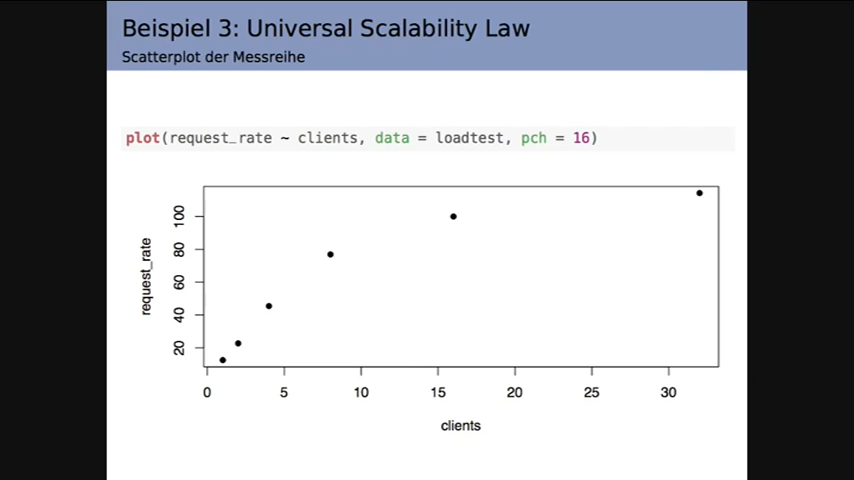 Beispiel 3: Universal Scalability Law
Scatterplot der Messreihe
plot(request_rate ~ clients, data = loadtest, pch = 16)
request_rate
100
80
60
40
20
0 5 10 15 20 25 30
clients